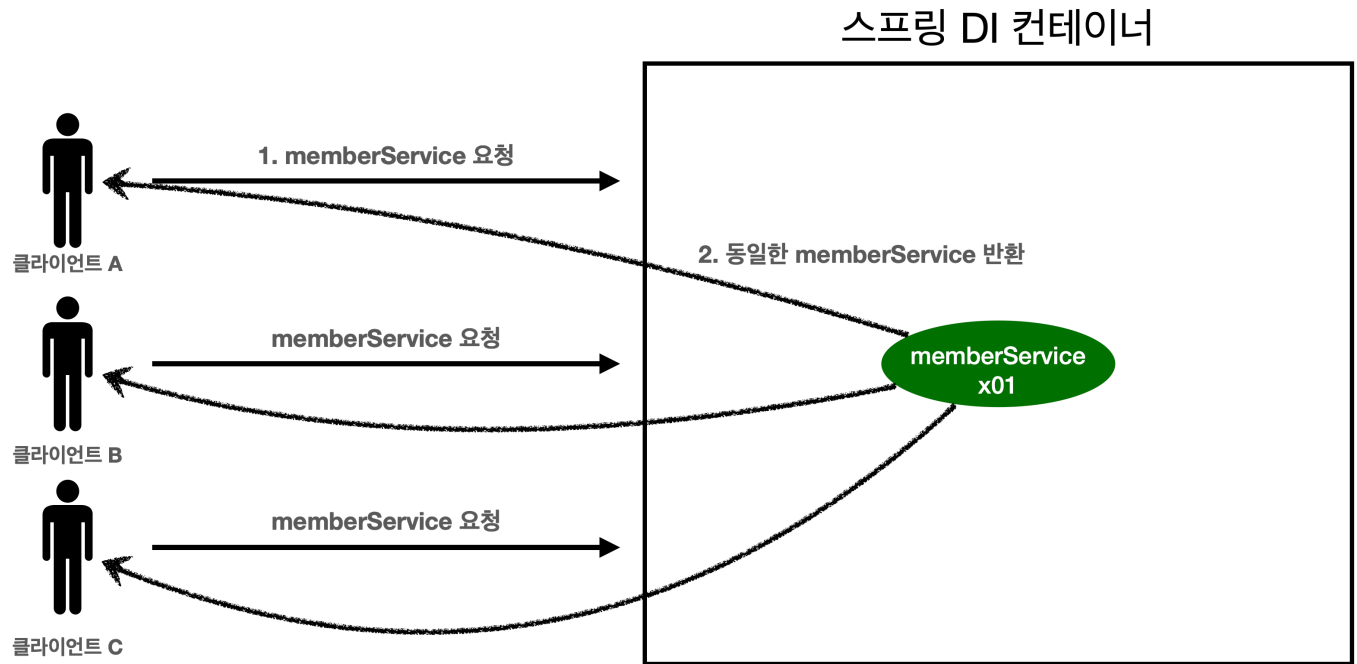 스프링 DI 컨테이너
1. memberService 요청
클라이언트 A
2. 동일한 memberService 반환
memberService 요청
memberService
x01
클라이언트 B
memberService 요청
클라이언트 C